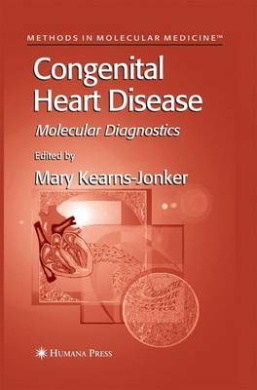 METHODS IN MOLECULAR MEDICINE™
Congenital
Heart Disease
Molecular Diagnostics
Edited by
Mary Kearns-Jonker
HUMANA PRESS